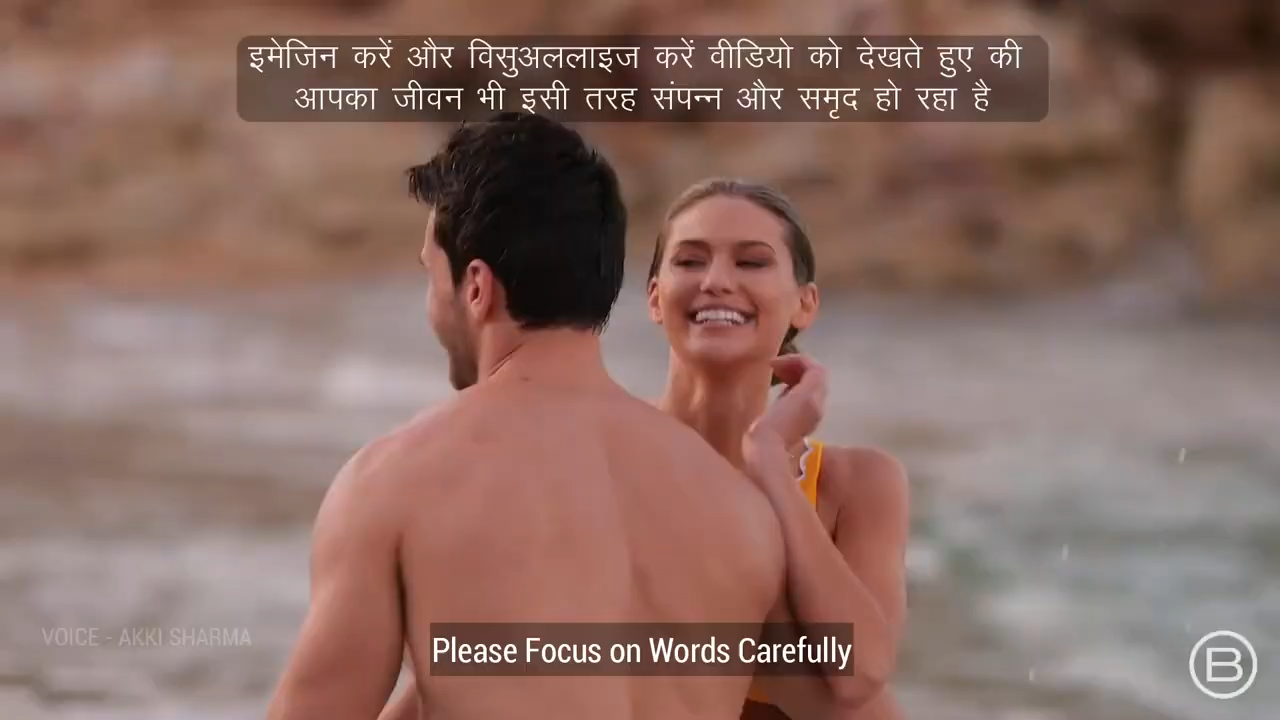 इमेजिन करें और विसुअललाइज करें वीडियो को देखते हुए की
आपका जीवन भी इसी तरह संपन्न और समृद हो रहा है
VOICE - AKKI SHARMA
Please Focus on Words Carefully
B